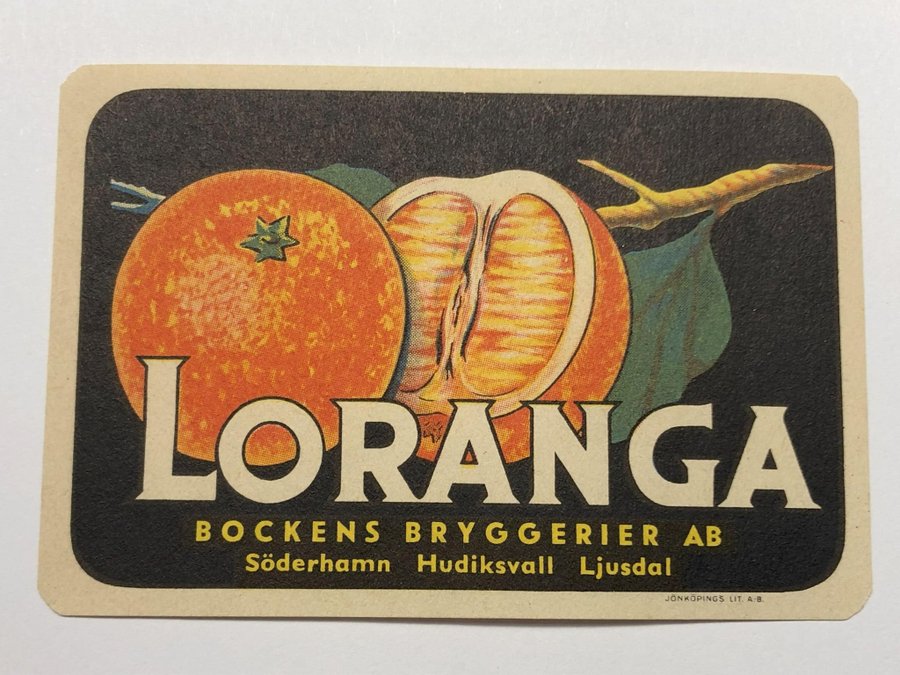 LORANGA
BOCKENS BRYGGERIER AB
Söderhamn Hudiksvall Ljusdal
JÖNKÖPINGS LIT. A.-B.